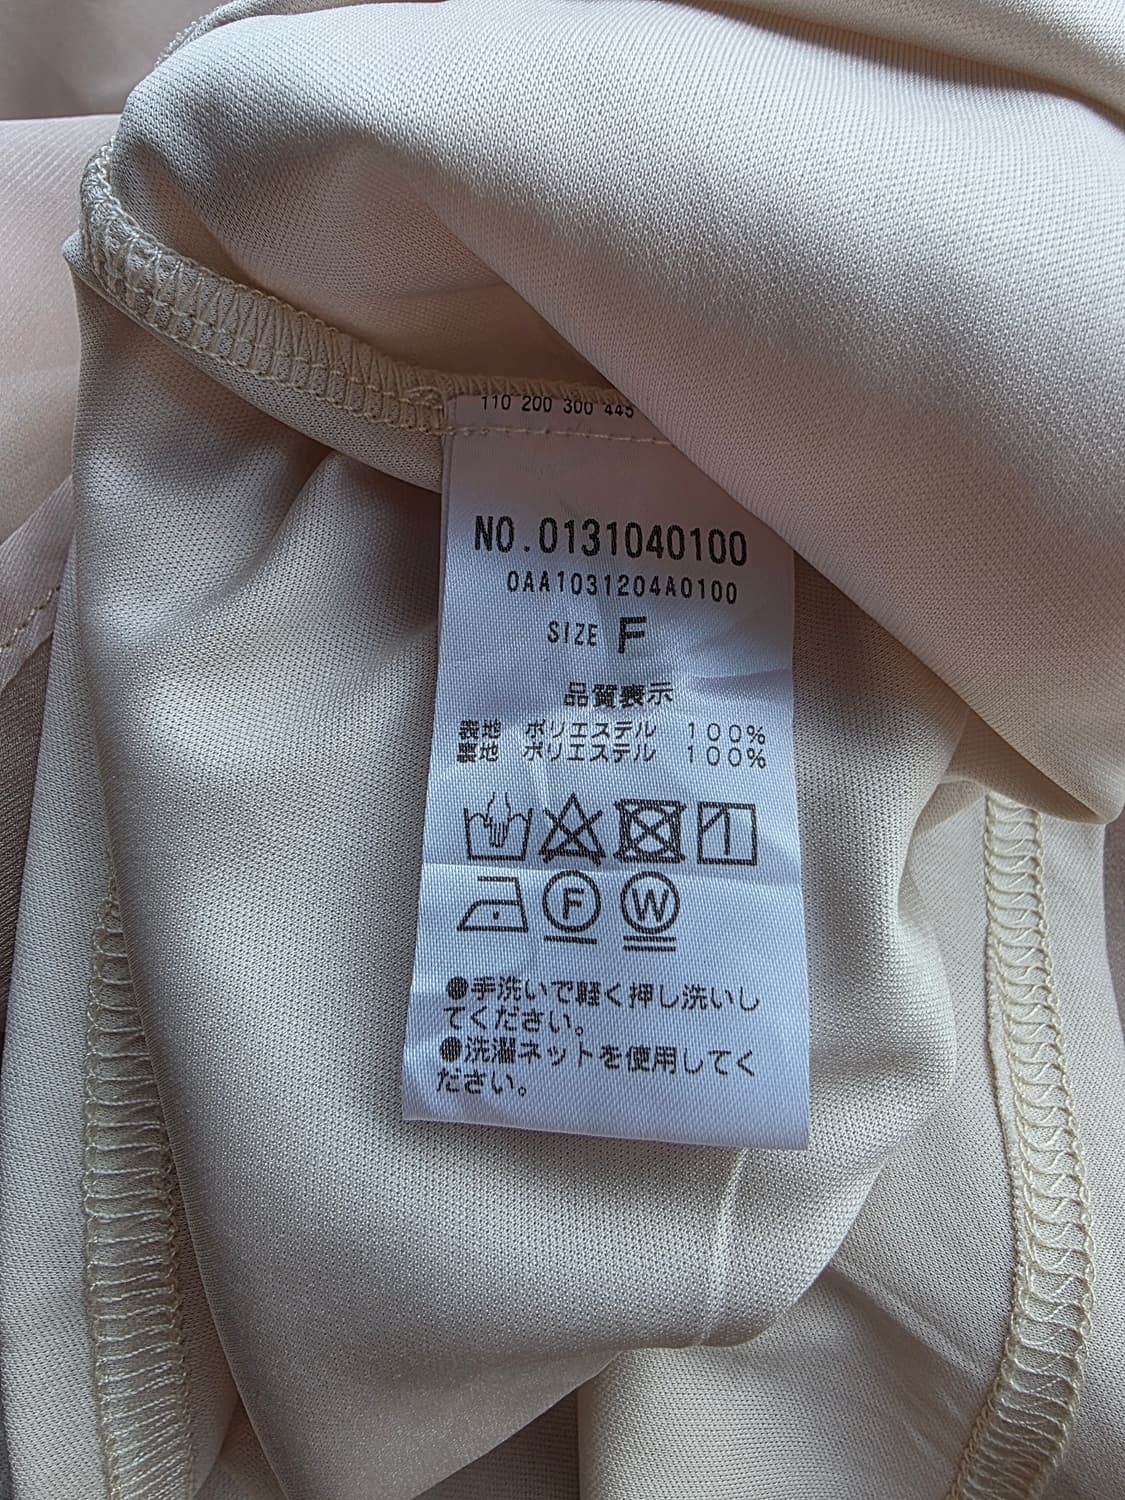 110 200 300 445
NO.0131040100
0AA1031204A0100
SIZE F
品質表示
表地 ポリエステル 100%
裏地 ポリエステル 100%
F W
●手洗いで軽く押し洗いし
てください。
●洗濯ネットを使用してく
ださい。